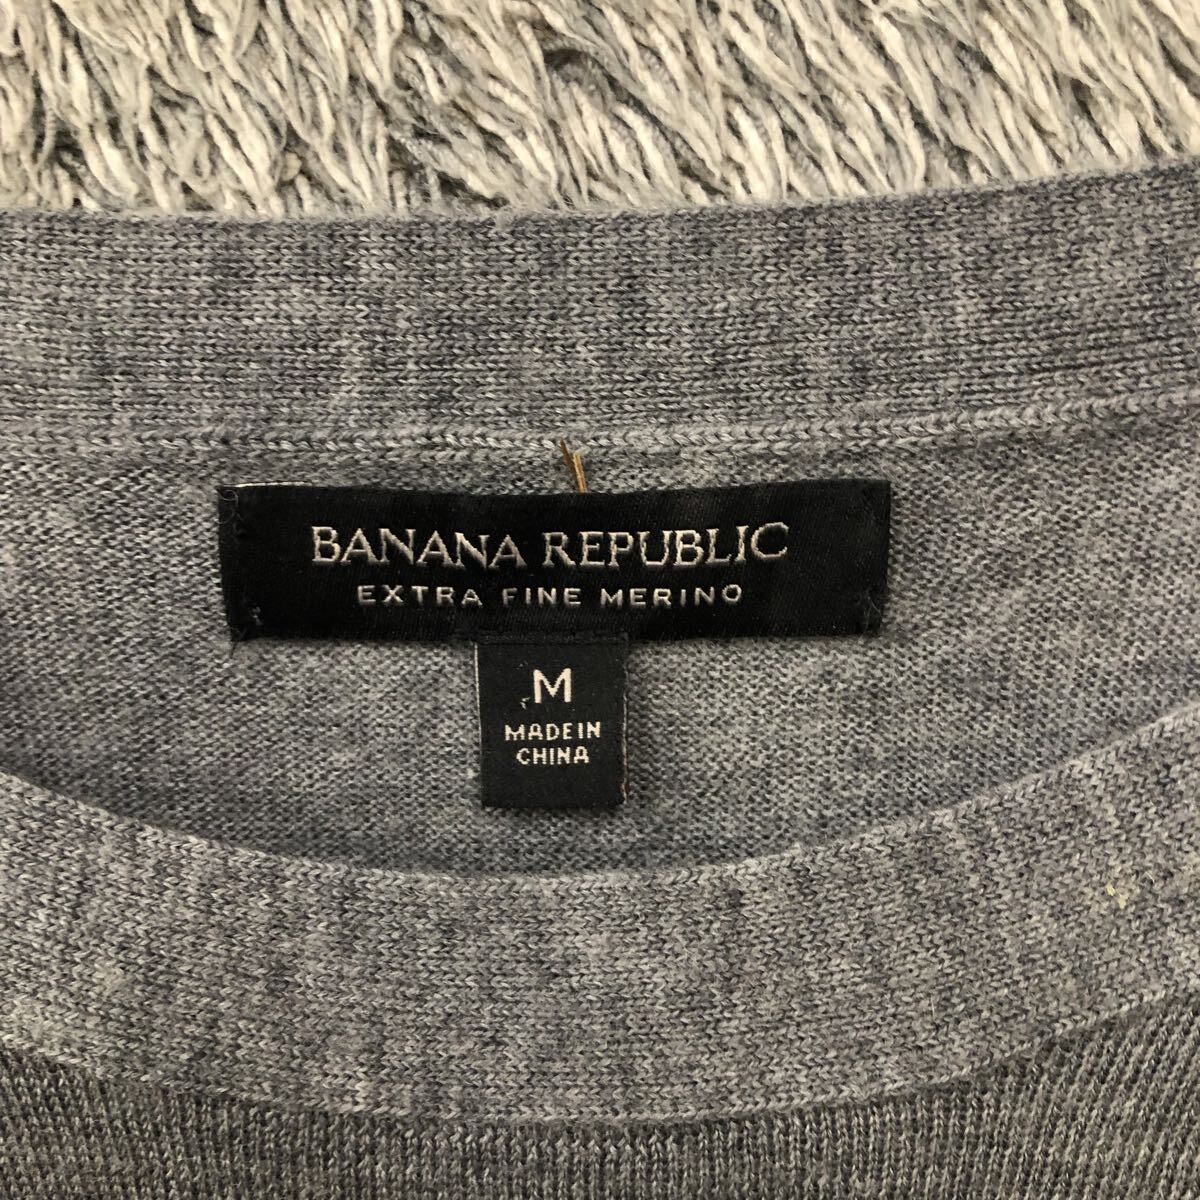 BANANA REPUBLIC
EXTRA FINE MERINO
M
MADE IN
CHINA